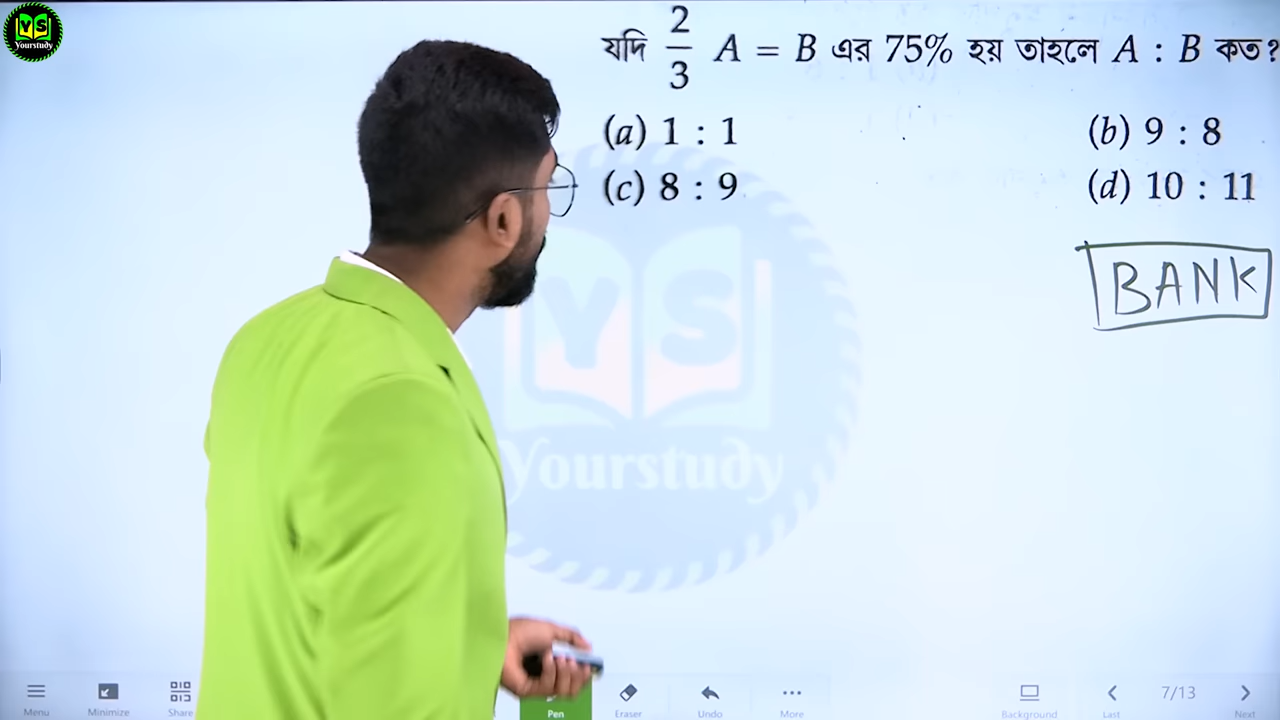 YS
Yourstudy
যদি 2/3 A = B এর 75% হয় তাহলে A : B কত?
(a) 1 : 1
(b) 9 : 8
(c) 8 : 9
(d) 10 : 11
BANK
YS
Yourstudy
Menu
Minimize
Share
Pen
Eraser
Undo
More
Background
Last
7/13
Next